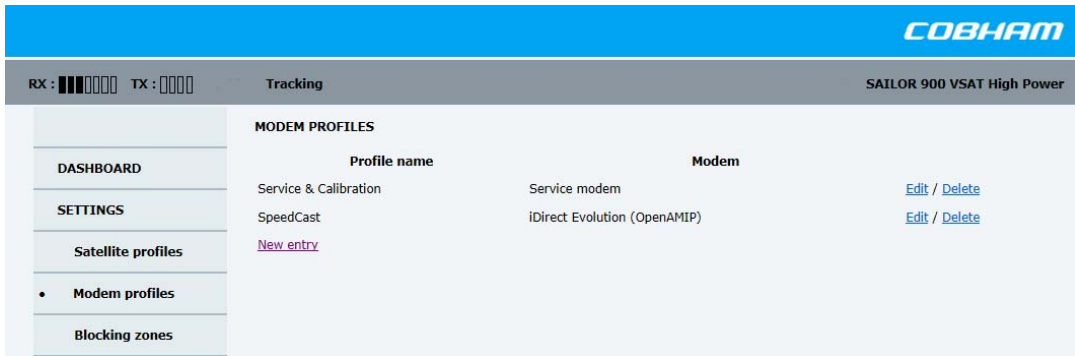 COBHAM
RX : TX : Tracking SAILOR 900 VSAT High Power
MODEM PROFILES
Profile name Modem
DASHBOARD
Service & Calibration Service modem Edit / Delete
SETTINGS
SpeedCast iDirect Evolution (OpenAMIP) Edit / Delete
Satellite profiles
New entry
Modem profiles
Blocking zones